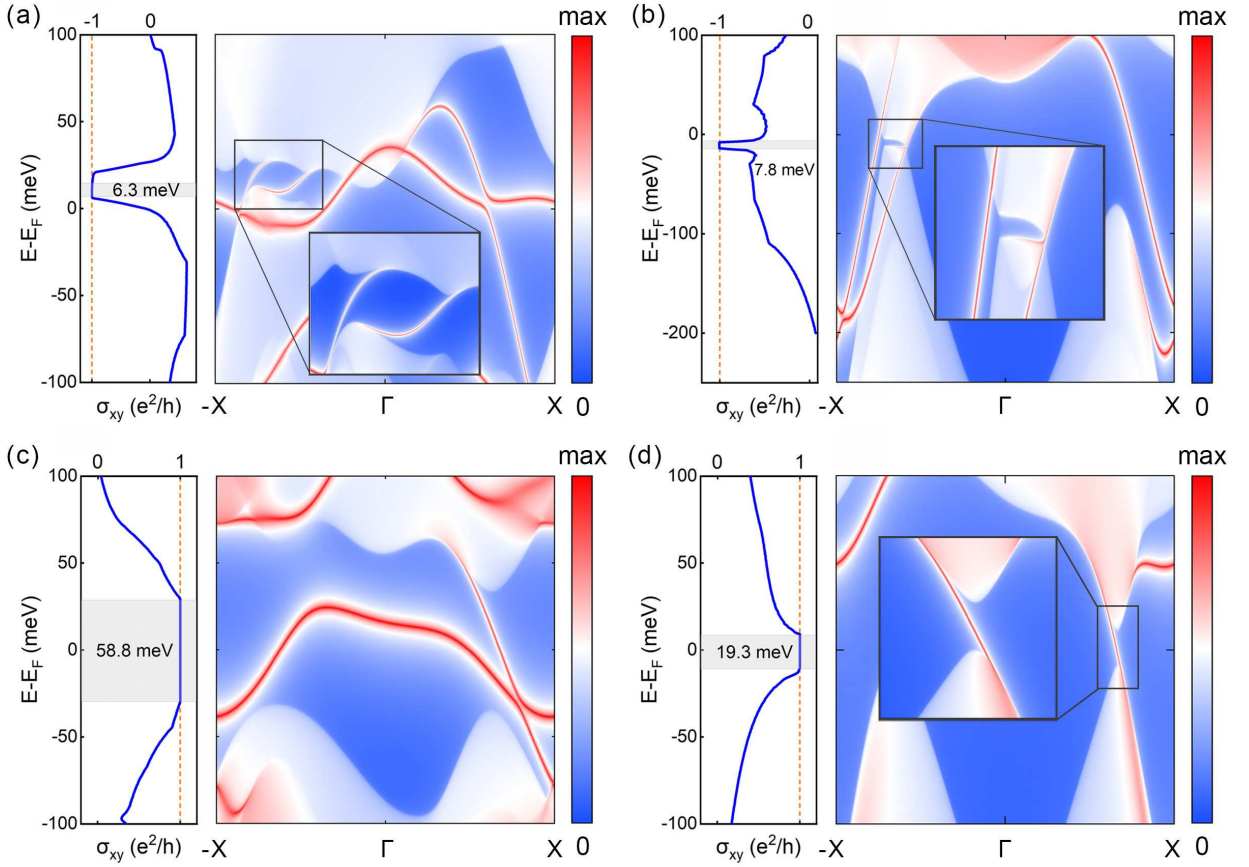 (a)
-1 0
max
E-E_F (meV)
100
50
0
-50
-100
6.3 meV
σ_xy (e²/h)
-X Γ X
0
(b)
-1 0
max
E-E_F (meV)
100
0
-100
-200
7.8 meV
σ_xy (e²/h)
-X Γ X
0
(c)
0 1
max
E-E_F (meV)
100
50
0
-50
-100
58.8 meV
σ_xy (e²/h)
-X Γ X
0
(d)
0 1
max
E-E_F (meV)
100
50
0
-50
-100
19.3 meV
σ_xy (e²/h)
-X Γ X
0